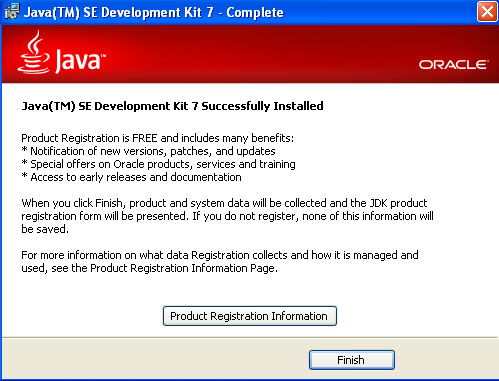 Java(TM) SE Development Kit 7 - Complete
Java™
ORACLE®
Java(TM) SE Development Kit 7 Successfully Installed
Product Registration is FREE and includes many benefits:
* Notification of new versions, patches, and updates
* Special offers on Oracle products, services and training
* Access to early releases and documentation
When you click Finish, product and system data will be collected and the JDK product
registration form will be presented. If you do not register, none of this information will
be saved.
For more information on what data Registration collects and how it is managed and
used, see the Product Registration Information Page.
Product Registration Information
Finish